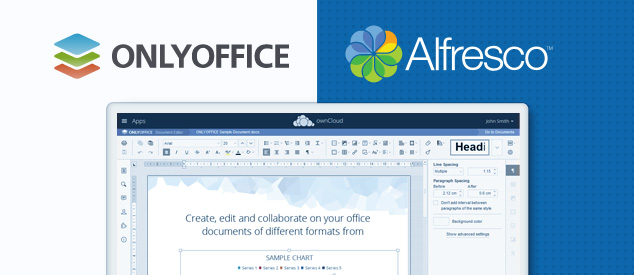 ONLYOFFICE
Alfresco™
Apps
ownCloud
John Smith
ONLYOFFICE Document Editor
ONLYOFFICE Sample Document.docx
Go to Documents
Arial
20
Headi
Line Spacing
Multiple
1.15
Paragraph Spacing
Before
After
2.12 cm
0.8 cm
Don't add interval between
paragraphs of the same style
Background color
Show advanced settings
Create, edit and collaborate on your office
documents of different formats from
SAMPLE CHART
Series 1
Series 2
Series 3
Series 4
Series 5